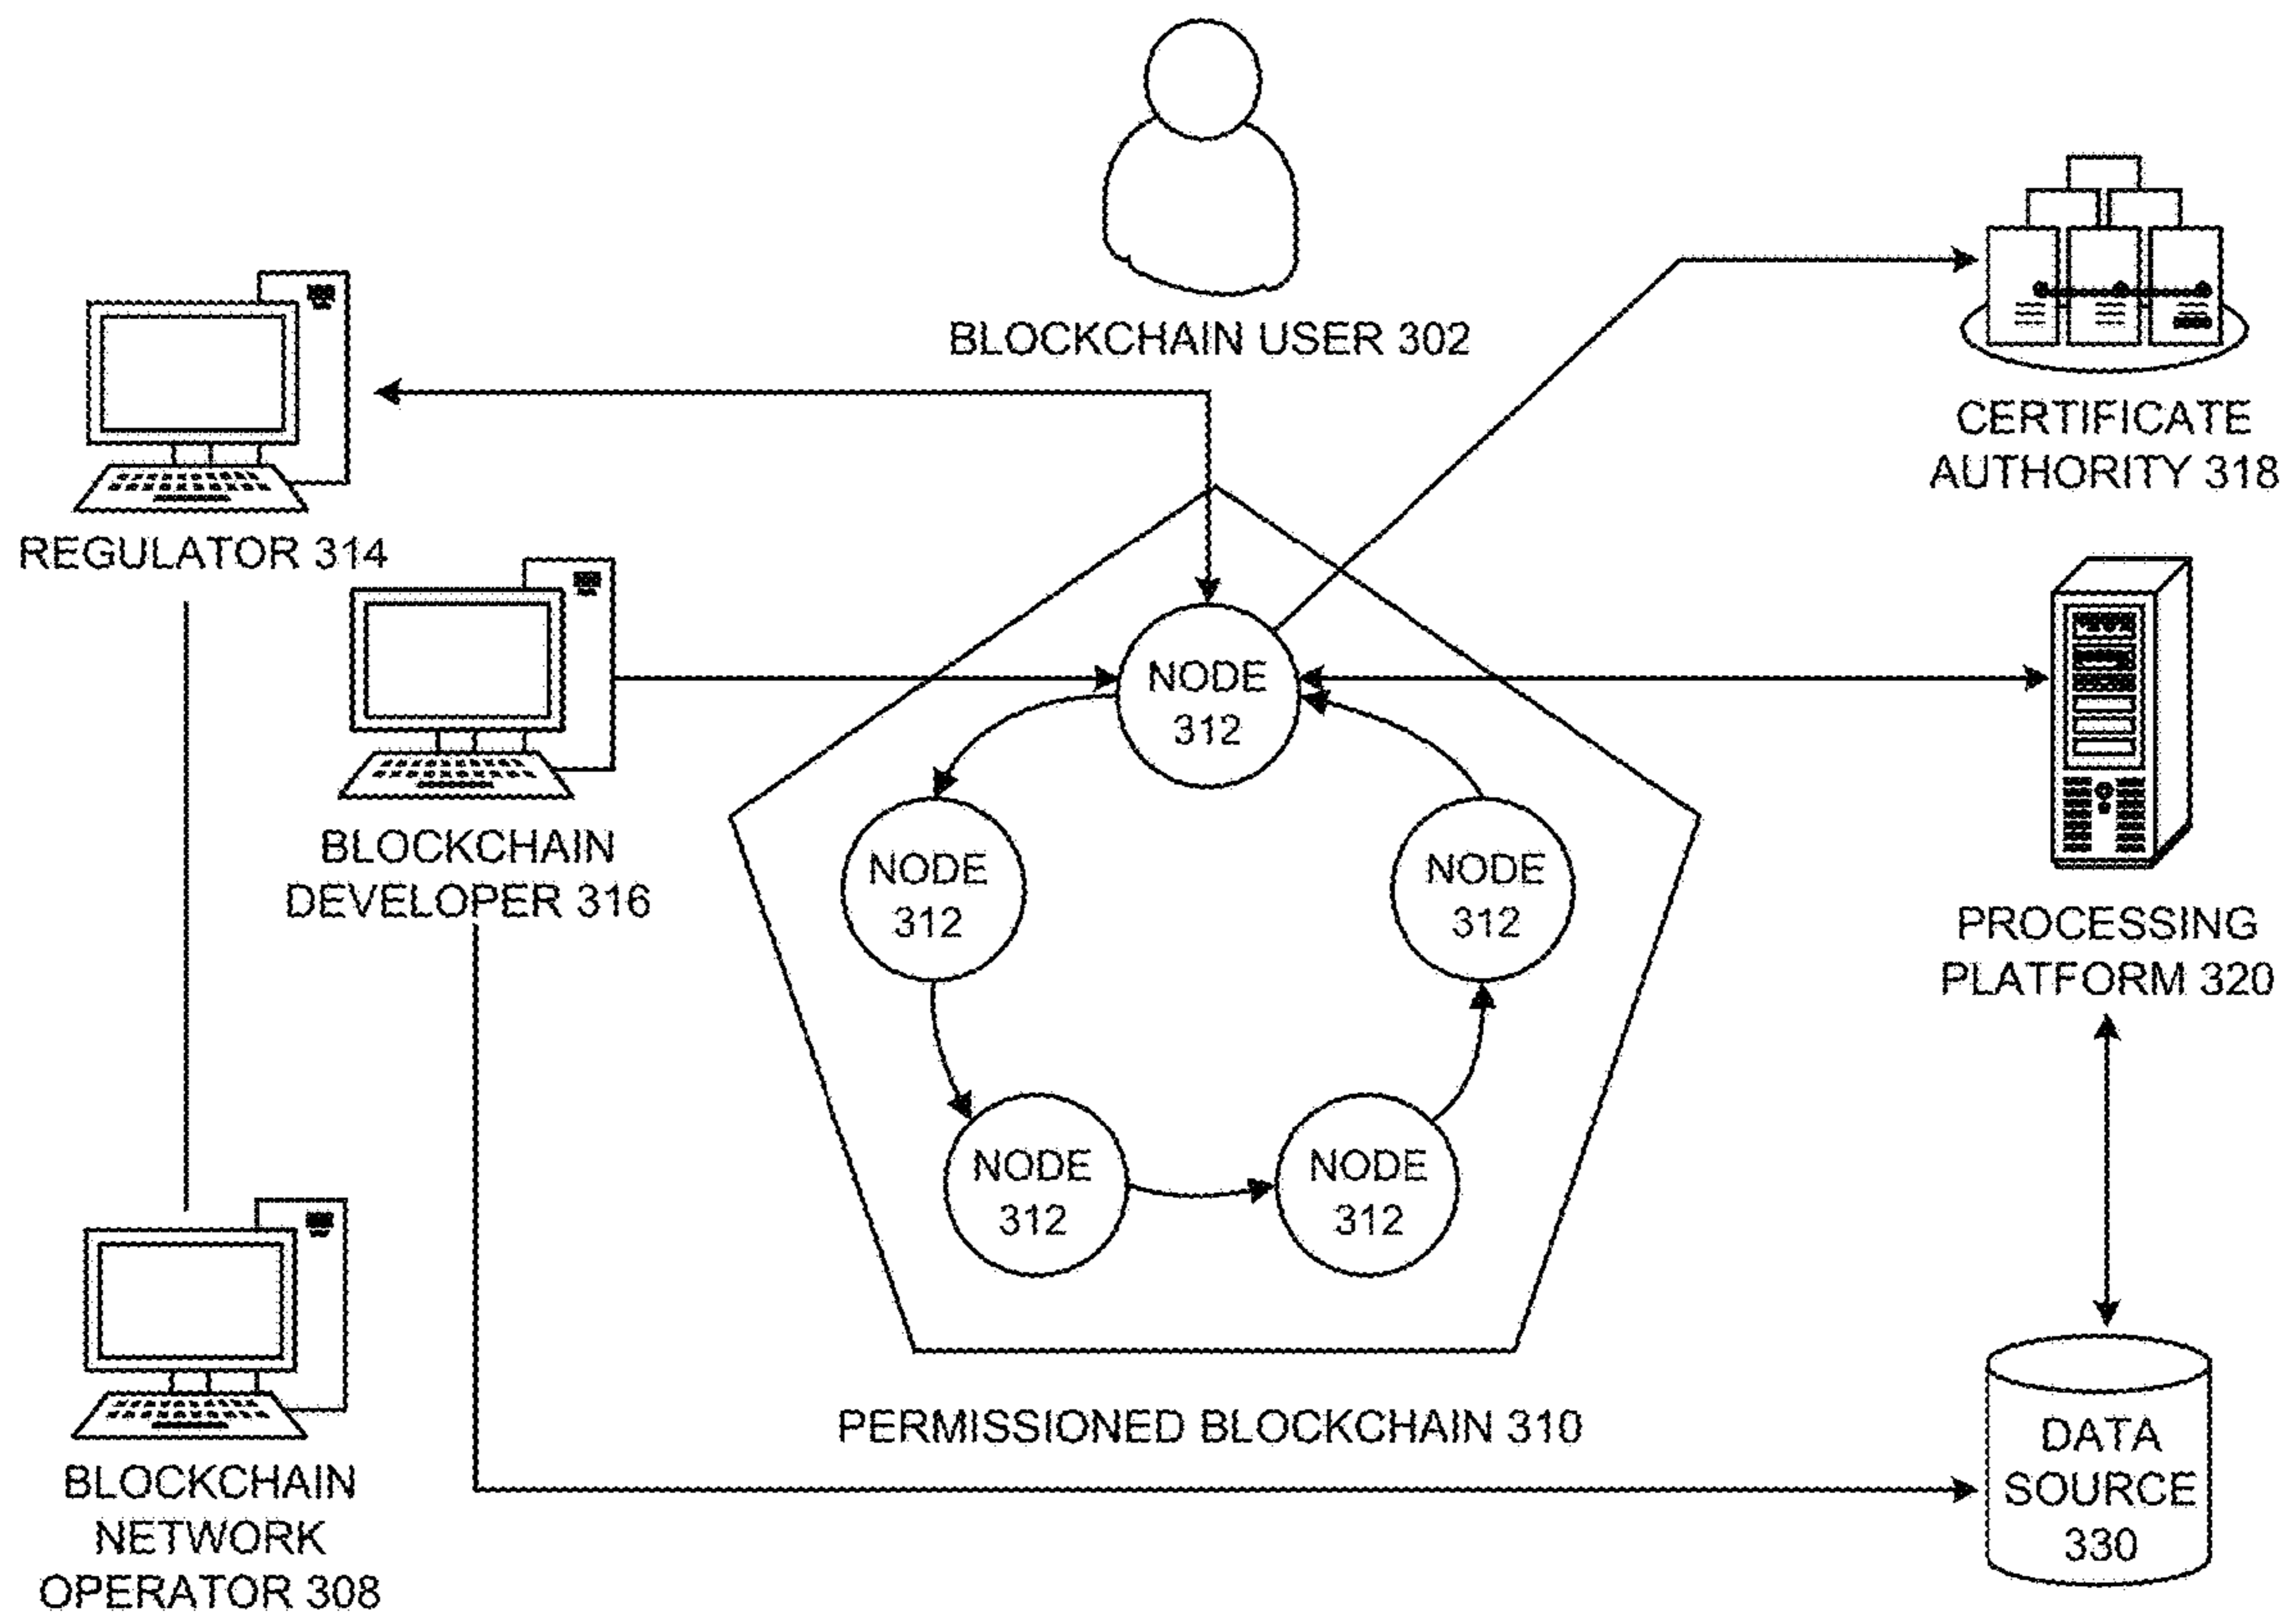 BLOCKCHAIN USER 302
CERTIFICATE
AUTHORITY 318
REGULATOR 314
NODE
312
BLOCKCHAIN
DEVELOPER 316
NODE
312
NODE
312
PROCESSING
PLATFORM 320
NODE
312
NODE
312
PERMISSIONED BLOCKCHAIN 310
DATA
SOURCE
330
BLOCKCHAIN
NETWORK
OPERATOR 308